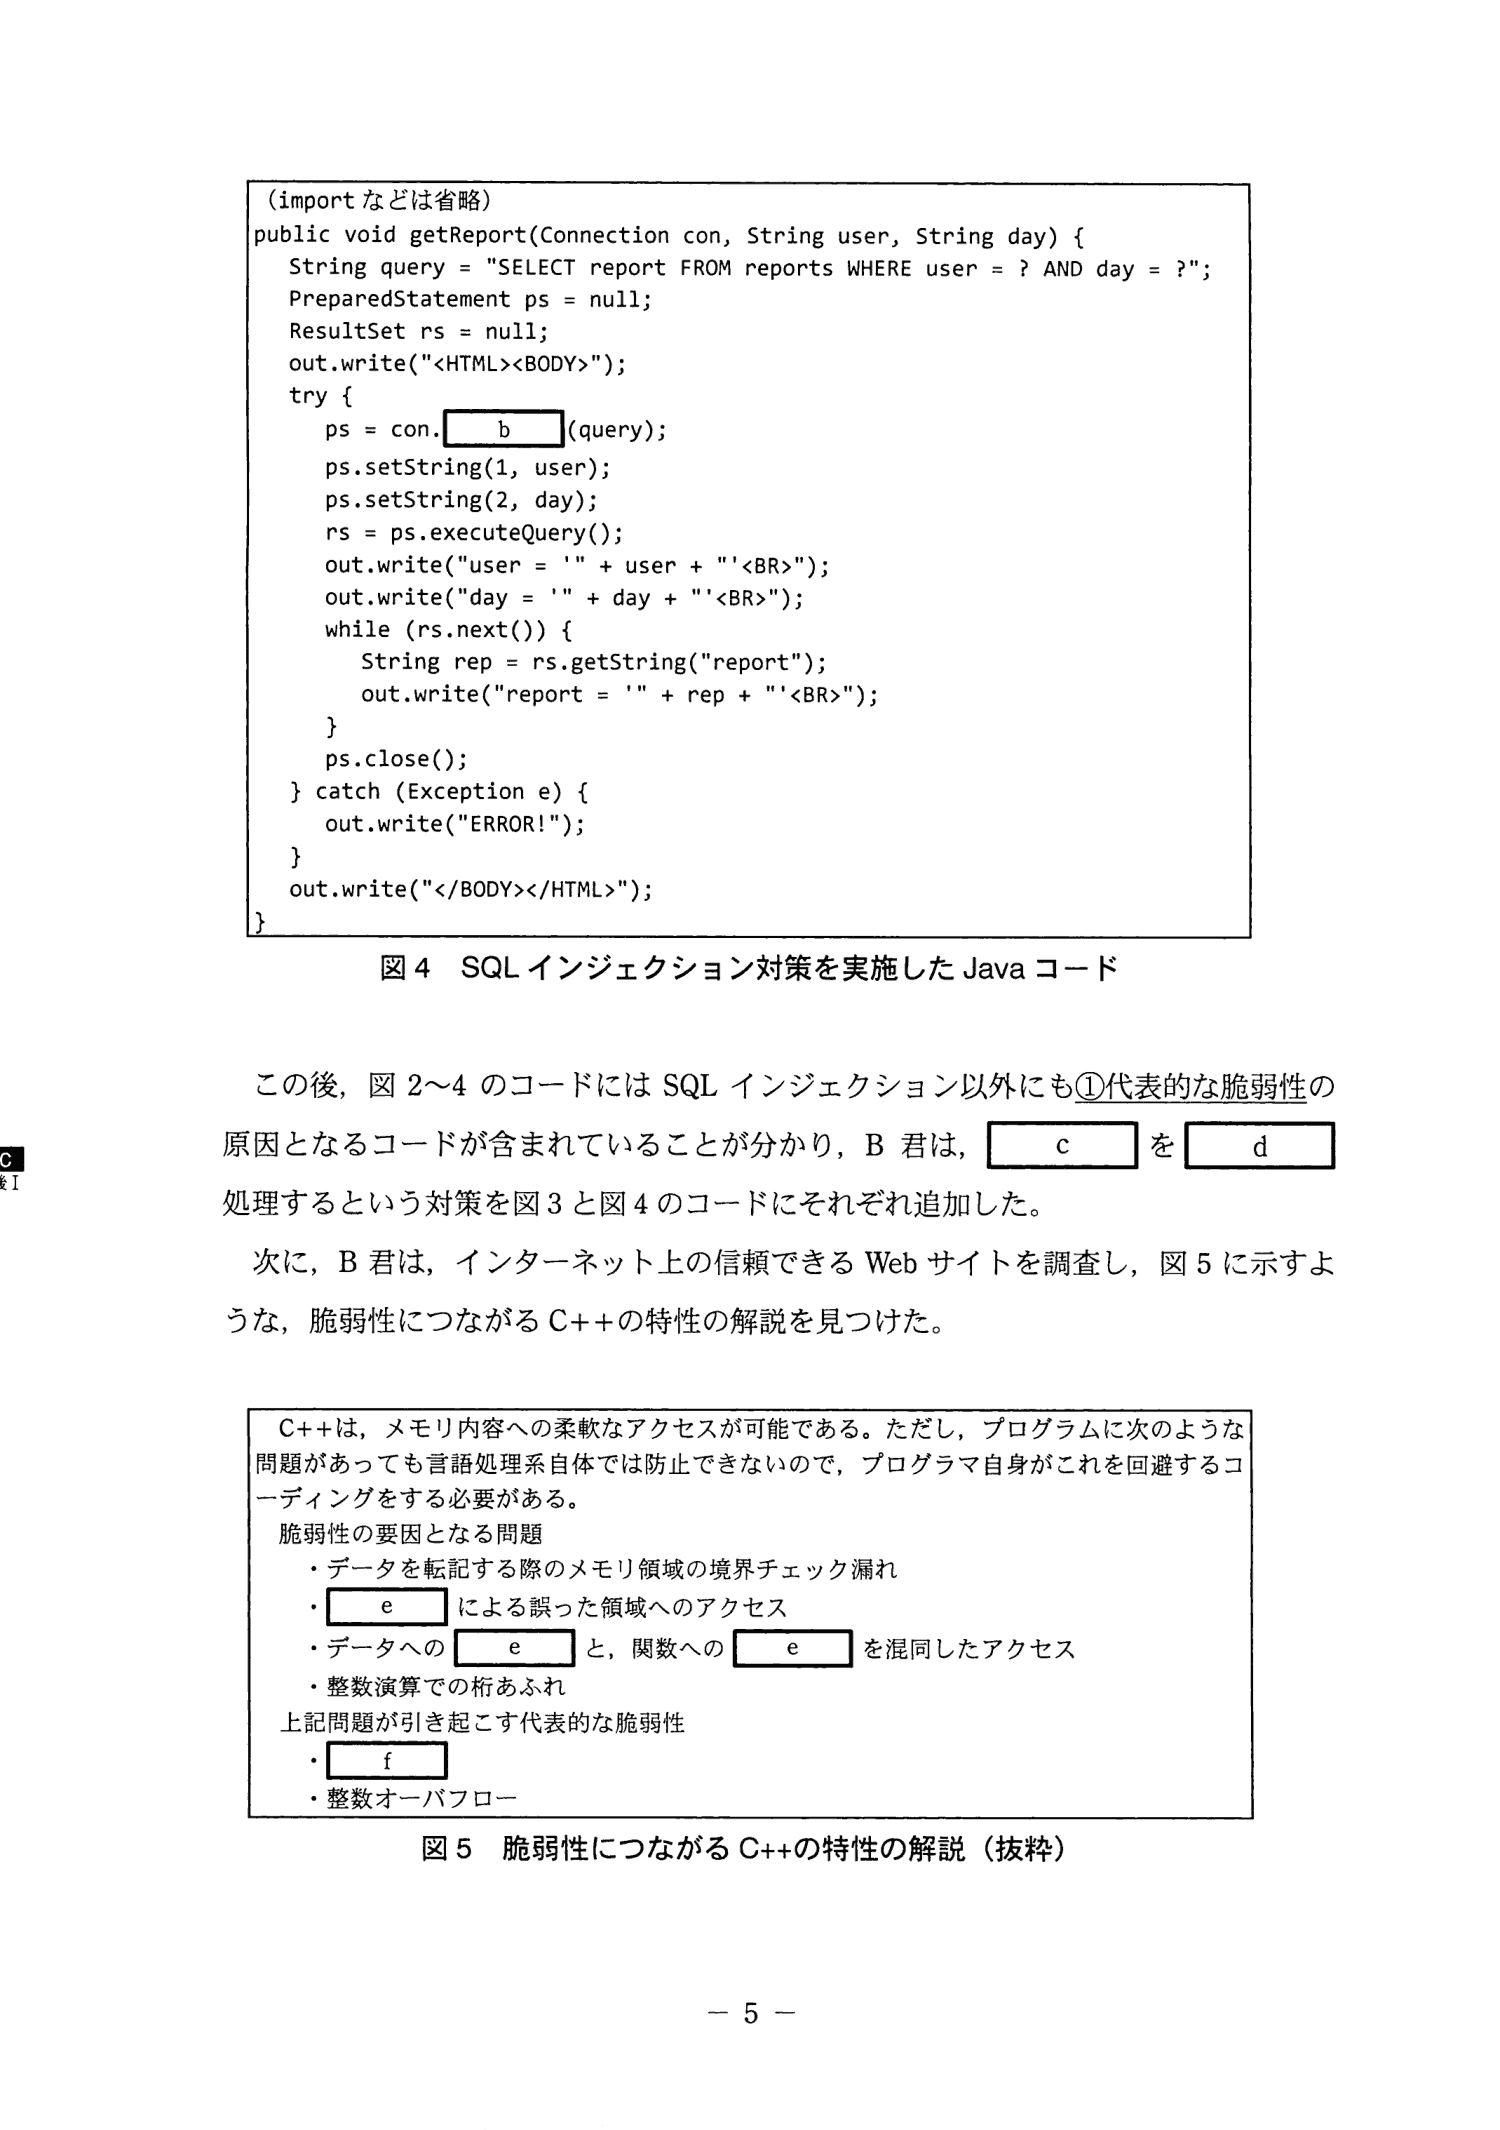 （import などは省略）
public void getReport(Connection con, String user, String day) {
String query = "SELECT report FROM reports WHERE user = ? AND day = ?";
PreparedStatement ps = null;
ResultSet rs = null;
out.write("<HTML><BODY>");
try {
ps = con. b (query);
ps.setString(1, user);
ps.setString(2, day);
rs = ps.executeQuery();
out.write("user = '" + user + "'<BR>");
out.write("day = '" + day + "'<BR>");
while (rs.next()) {
String rep = rs.getString("report");
out.write("report = '" + rep + "'<BR>");
}
ps.close();
} catch (Exception e) {
out.write("ERROR!");
}
out.write("</BODY></HTML>");
}
図4　SQL インジェクション対策を実施した Java コード
この後，図 2～4 のコードには SQL インジェクション以外にも①代表的な脆弱性の
原因となるコードが含まれていることが分かり，B 君は， c を d
処理するという対策を図 3 と図 4 のコードにそれぞれ追加した。
次に，B 君は，インターネット上の信頼できる Web サイトを調査し，図 5 に示すよ
うな，脆弱性につながる C++の特性の解説を見つけた。
C++は，メモリ内容への柔軟なアクセスが可能である。ただし，プログラムに次のような
問題があっても言語処理系自体では防止できないので，プログラマ自身がこれを回避するコ
ーディングをする必要がある。
脆弱性の要因となる問題
・データを転記する際のメモリ領域の境界チェック漏れ
・ e による誤った領域へのアクセス
・データへの e と，関数への e を混同したアクセス
・整数演算での桁あふれ
上記問題が引き起こす代表的な脆弱性
・ f
・整数オーバフロー
図5　脆弱性につながる C++の特性の解説（抜粋）
－ 5 －
C
後Ⅰ